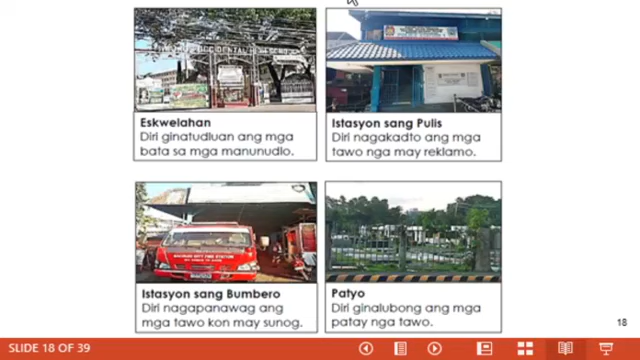 Eskwelahan
Diri ginatudluan ang mga
bata sa mga manunudlo.
Istasyon sang Pulis
Diri nagakadto ang mga
tawo nga may reklamo.
Istasyon sang Bumbero
Diri nagapanawag ang
mga tawo kon may sunog.
Patyo
Diri ginalubong ang mga
patay nga tawo.
18
SLIDE 18 OF 39